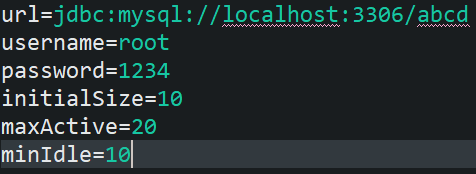 url=jdbc:mysql://localhost:3306/abcd
username=root
password=1234
initialSize=10
maxActive=20
minIdle=10